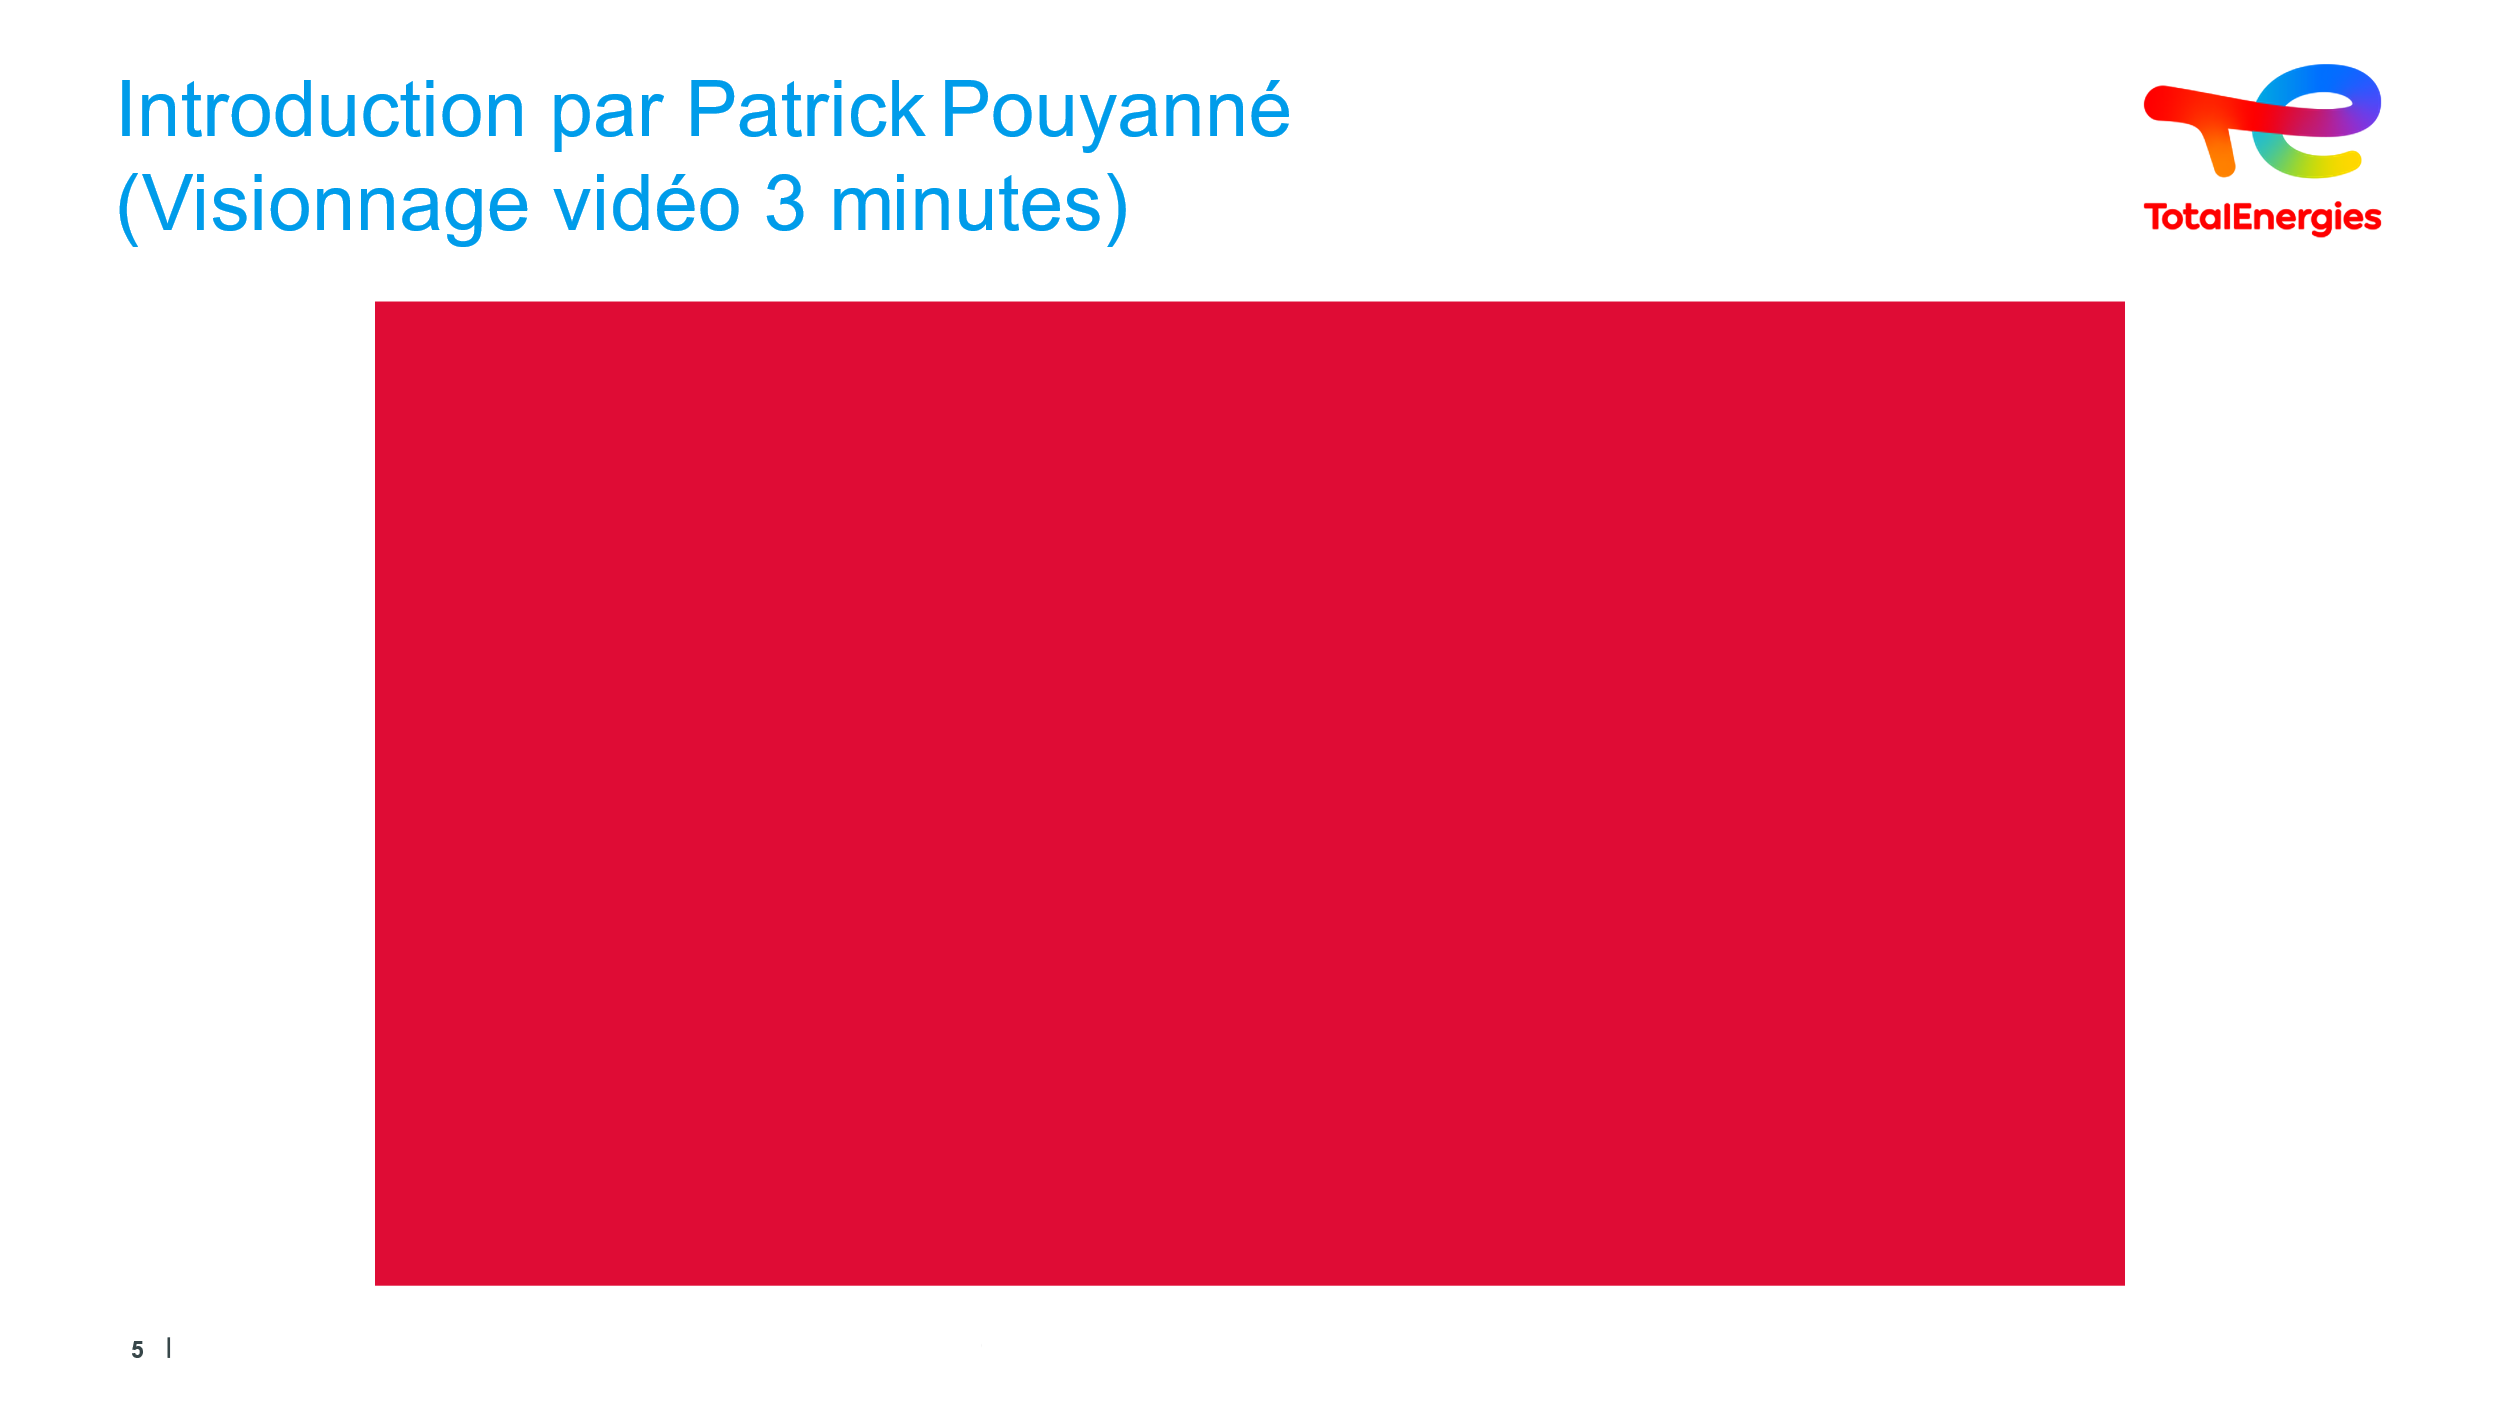 Introduction par Patrick Pouyanné
(Visionnage vidéo 3 minutes)
TotalEnergies
5 |